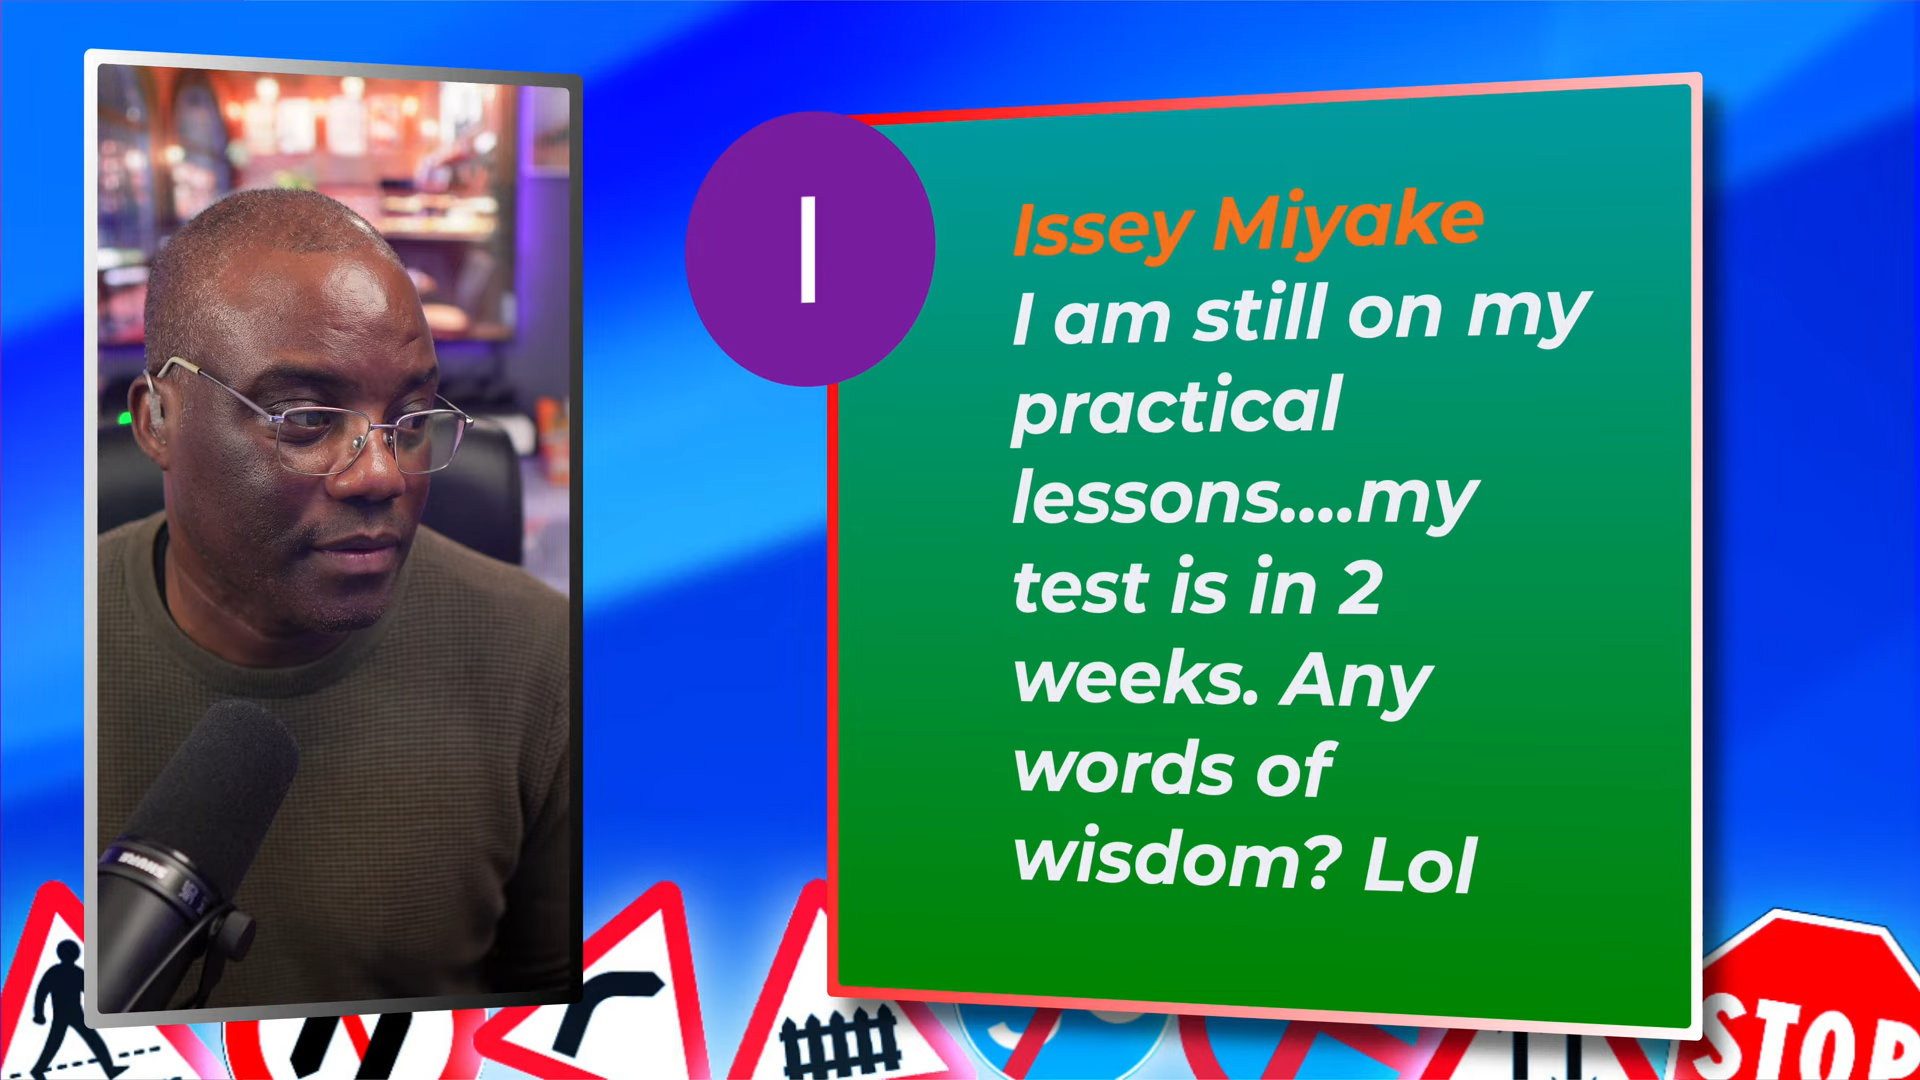 I
Issey Miyake
I am still on my
practical
lessons....my
test is in 2
weeks. Any
words of
wisdom? Lol
SHURE
STOP